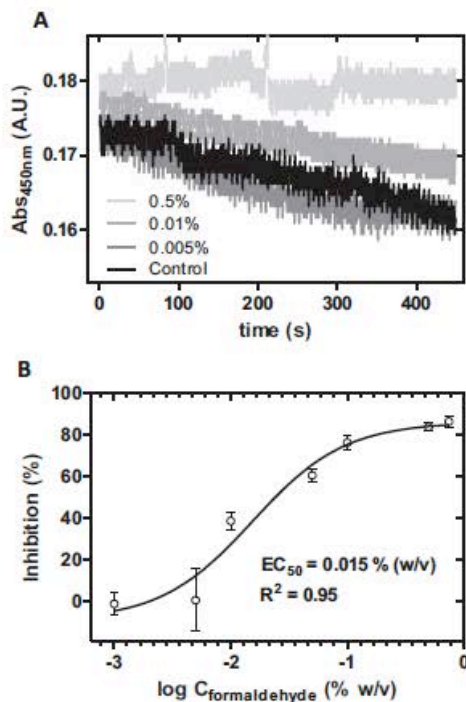 A
Abs450nm (A.U.)
0.18
0.17
0.16
0.5%
0.01%
0.005%
Control
0 100 200 300 400
time (s)
B
Inhibition (%)
100
80
60
40
20
0
EC50 = 0.015 % (w/v)
R2 = 0.95
-3 -2 -1 0
log Cformaldehyde (% w/v)